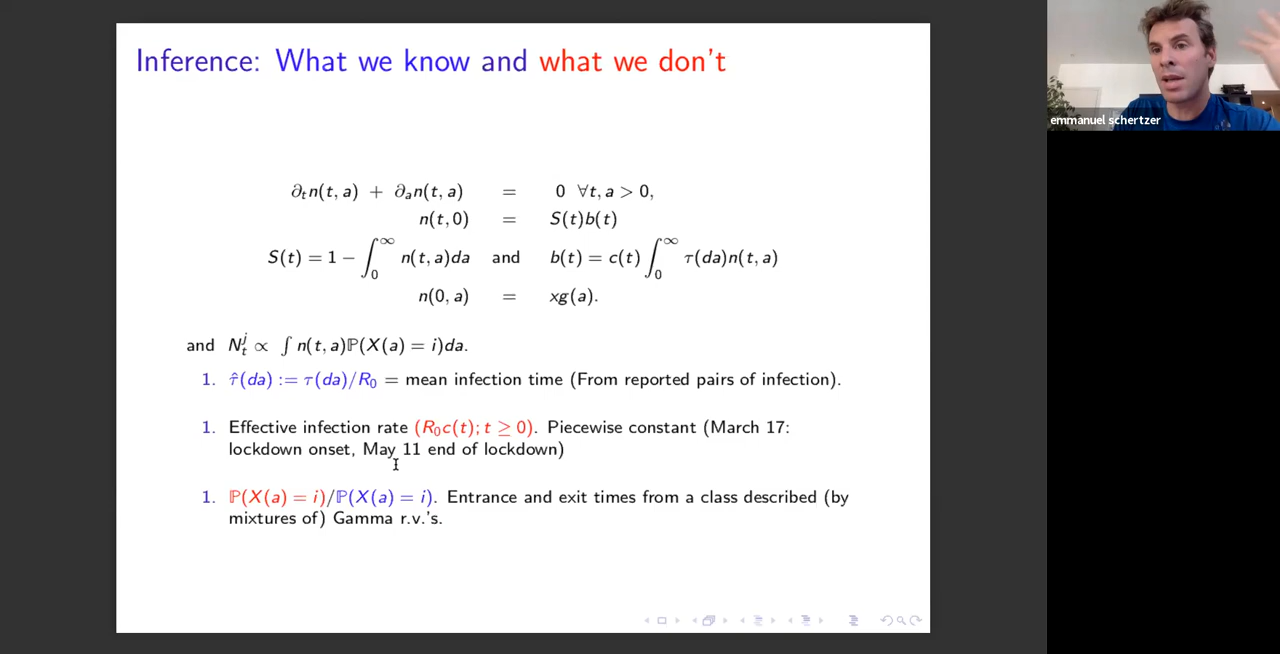 Inference: What we know and what we don't
∂ₜn(t, a) + ∂ₐn(t, a) = 0 ∀t, a > 0,
n(t, 0) = S(t)b(t)
S(t) = 1 − ∫₀^∞ n(t, a)da and b(t) = c(t) ∫₀^∞ τ(da)n(t, a)
n(0, a) = xg(a).
and Nₜʲ ∝ ∫ n(t, a)ℙ(X(a) = i)da.
1. τ̂(da) := τ(da)/R₀ = mean infection time (From reported pairs of infection).
1. Effective infection rate (R₀c(t); t ≥ 0). Piecewise constant (March 17:
lockdown onset, May 11 end of lockdown)
1. ℙ(X(a) = i)/ℙ(X(a) = i). Entrance and exit times from a class described (by
mixtures of) Gamma r.v.'s.
emmanuel schertzer